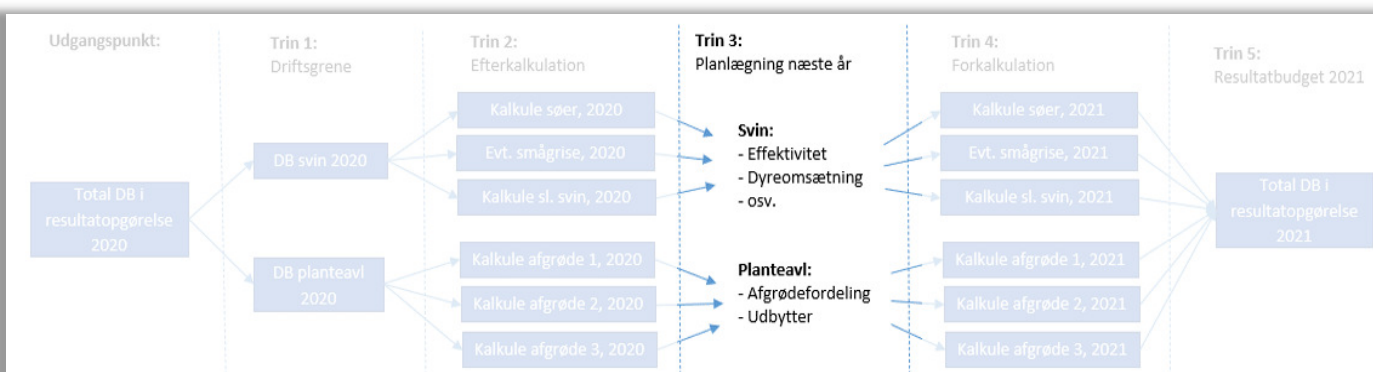 Udgangspunkt:
Trin 1:
Driftsgrene
Trin 2:
Efterkalkulation
Trin 3:
Planlægning næste år
Trin 4:
Forkalkulation
Trin 5:
Resultatbudget 2021
Total DB i
resultatopgørelse
2020
DB svin 2020
DB planteavl
2020
Kalkule søer, 2020
Evt. smågrise, 2020
Kalkule sl. svin, 2020
Kalkule afgrøde 1, 2020
Kalkule afgrøde 2, 2020
Kalkule afgrøde 3, 2020
Svin:
- Effektivitet
- Dyreomsætning
- osv.
Planteavl:
- Afgrødefordeling
- Udbytter
Kalkule søer, 2021
Evt. smågrise, 2021
Kalkule sl. svin, 2021
Kalkule afgrøde 1, 2021
Kalkule afgrøde 2, 2021
Kalkule afgrøde 3, 2021
Total DB i
resultatopgørelse
2021